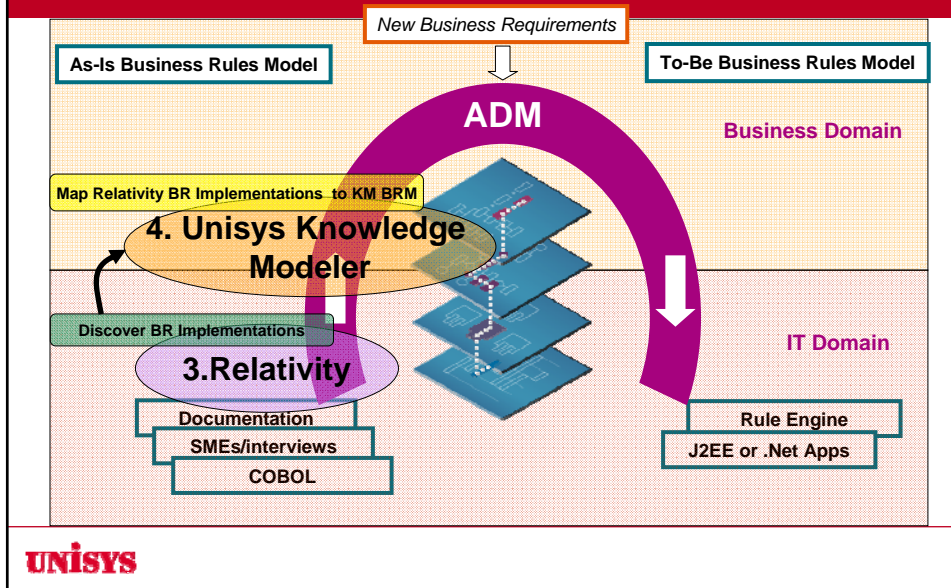 New Business Requirements
As-Is Business Rules Model
To-Be Business Rules Model
ADM
Business Domain
Map Relativity BR Implementations to KM BRM
4. Unisys Knowledge
Modeler
Discover BR Implementations
IT Domain
3.Relativity
Documentation
SMEs/interviews
COBOL
Rule Engine
J2EE or .Net Apps
UNISYS